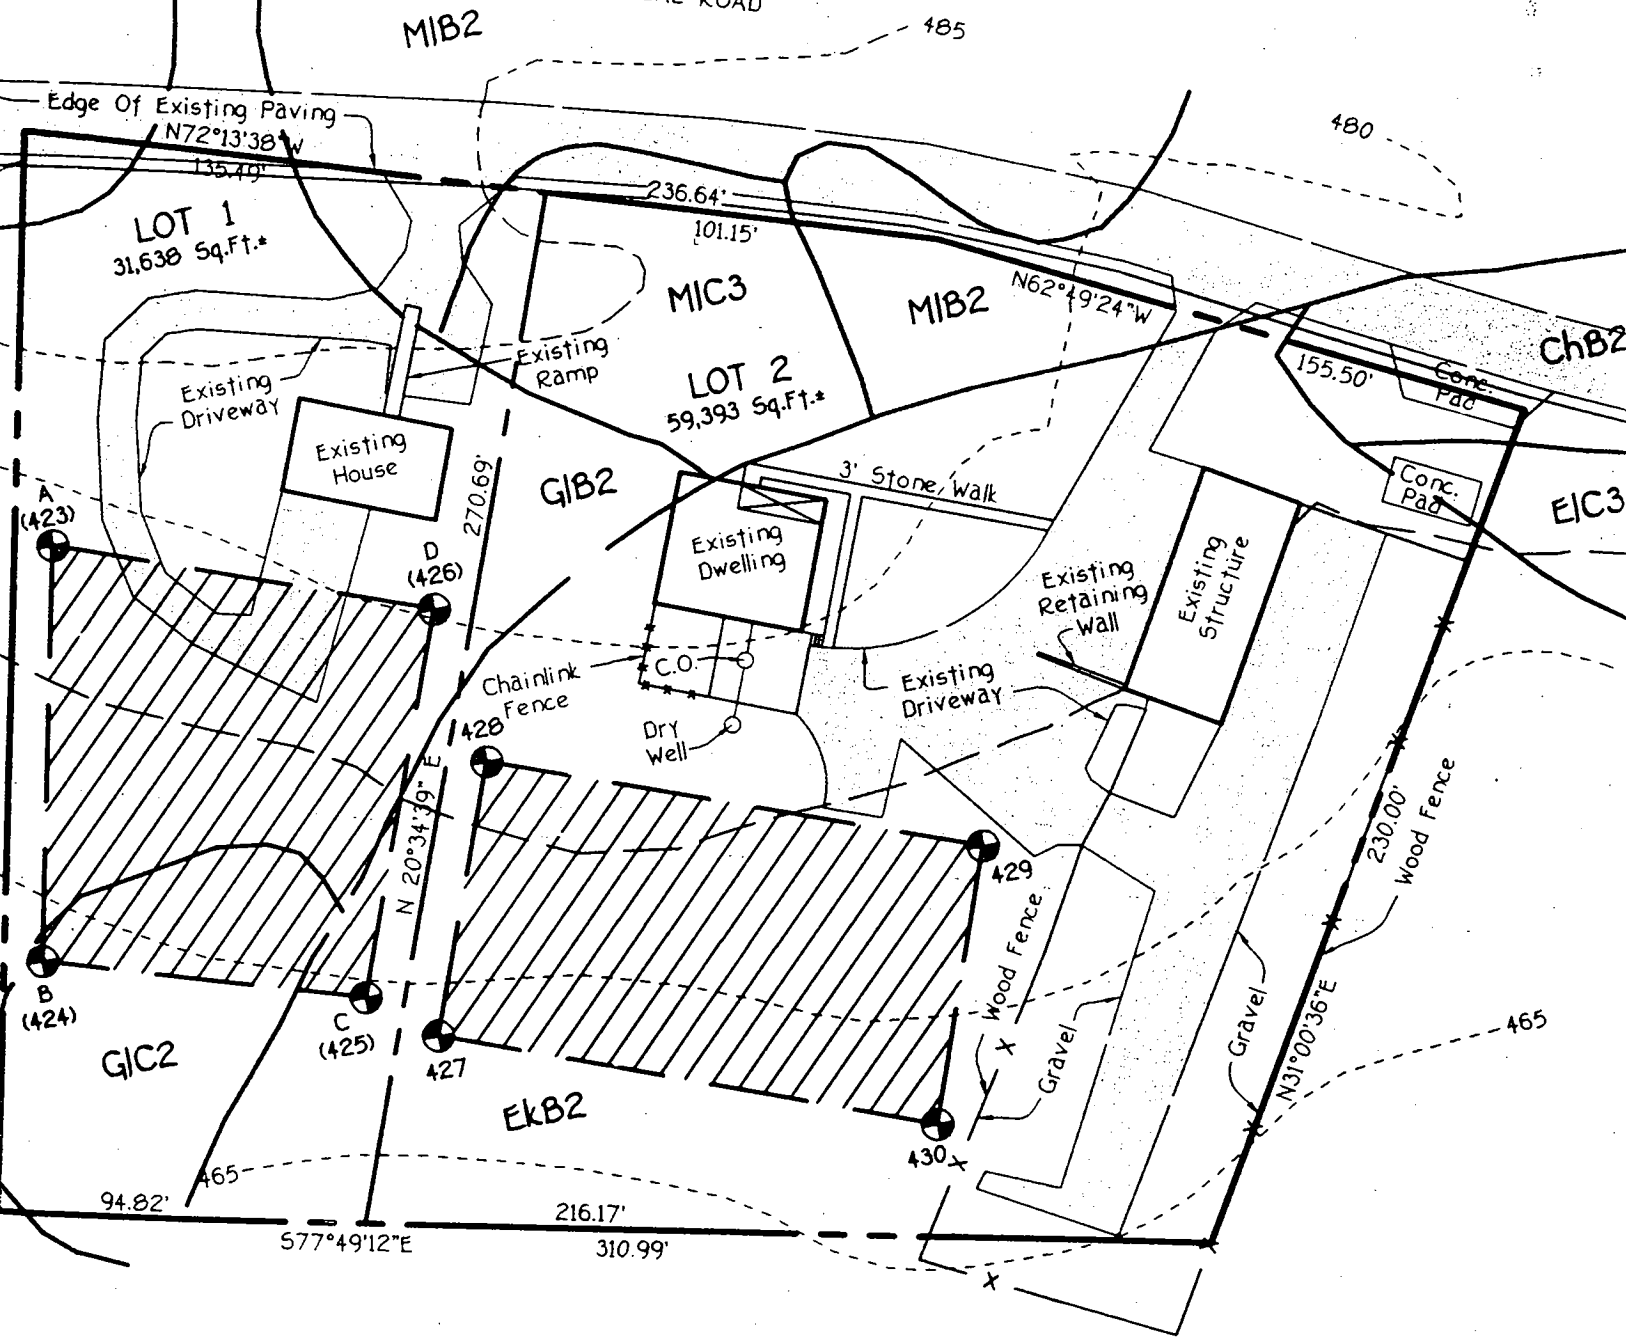 ROAD
MIB2
485
480
Edge Of Existing Paving
N72°13'38"W
135.49'
236.64'
101.15'
LOT 1
31,638 Sq.Ft.±
MIC3
MIB2
N62°49'24"W
ChB2
155.50'
Conc.
Pad
Existing
Ramp
LOT 2
59,393 Sq.Ft.±
Existing
Driveway
Existing
House
270.69'
GIB2
3' Stone Walk
Conc.
Pad
EIC3
A
(423)
D
(426)
Existing
Dwelling
Existing
Structure
Existing
Retaining
Wall
C.O.
Chainlink
Fence
Existing
Driveway
428
Dry
Well
N 20°34'39" E
230.00'
Wood Fence
429
Wood Fence
B
(424)
C
(425)
427
GIC2
EkB2
Gravel
Gravel
N31°00'36"E
465
430
465
94.82'
216.17'
S77°49'12"E
310.99'